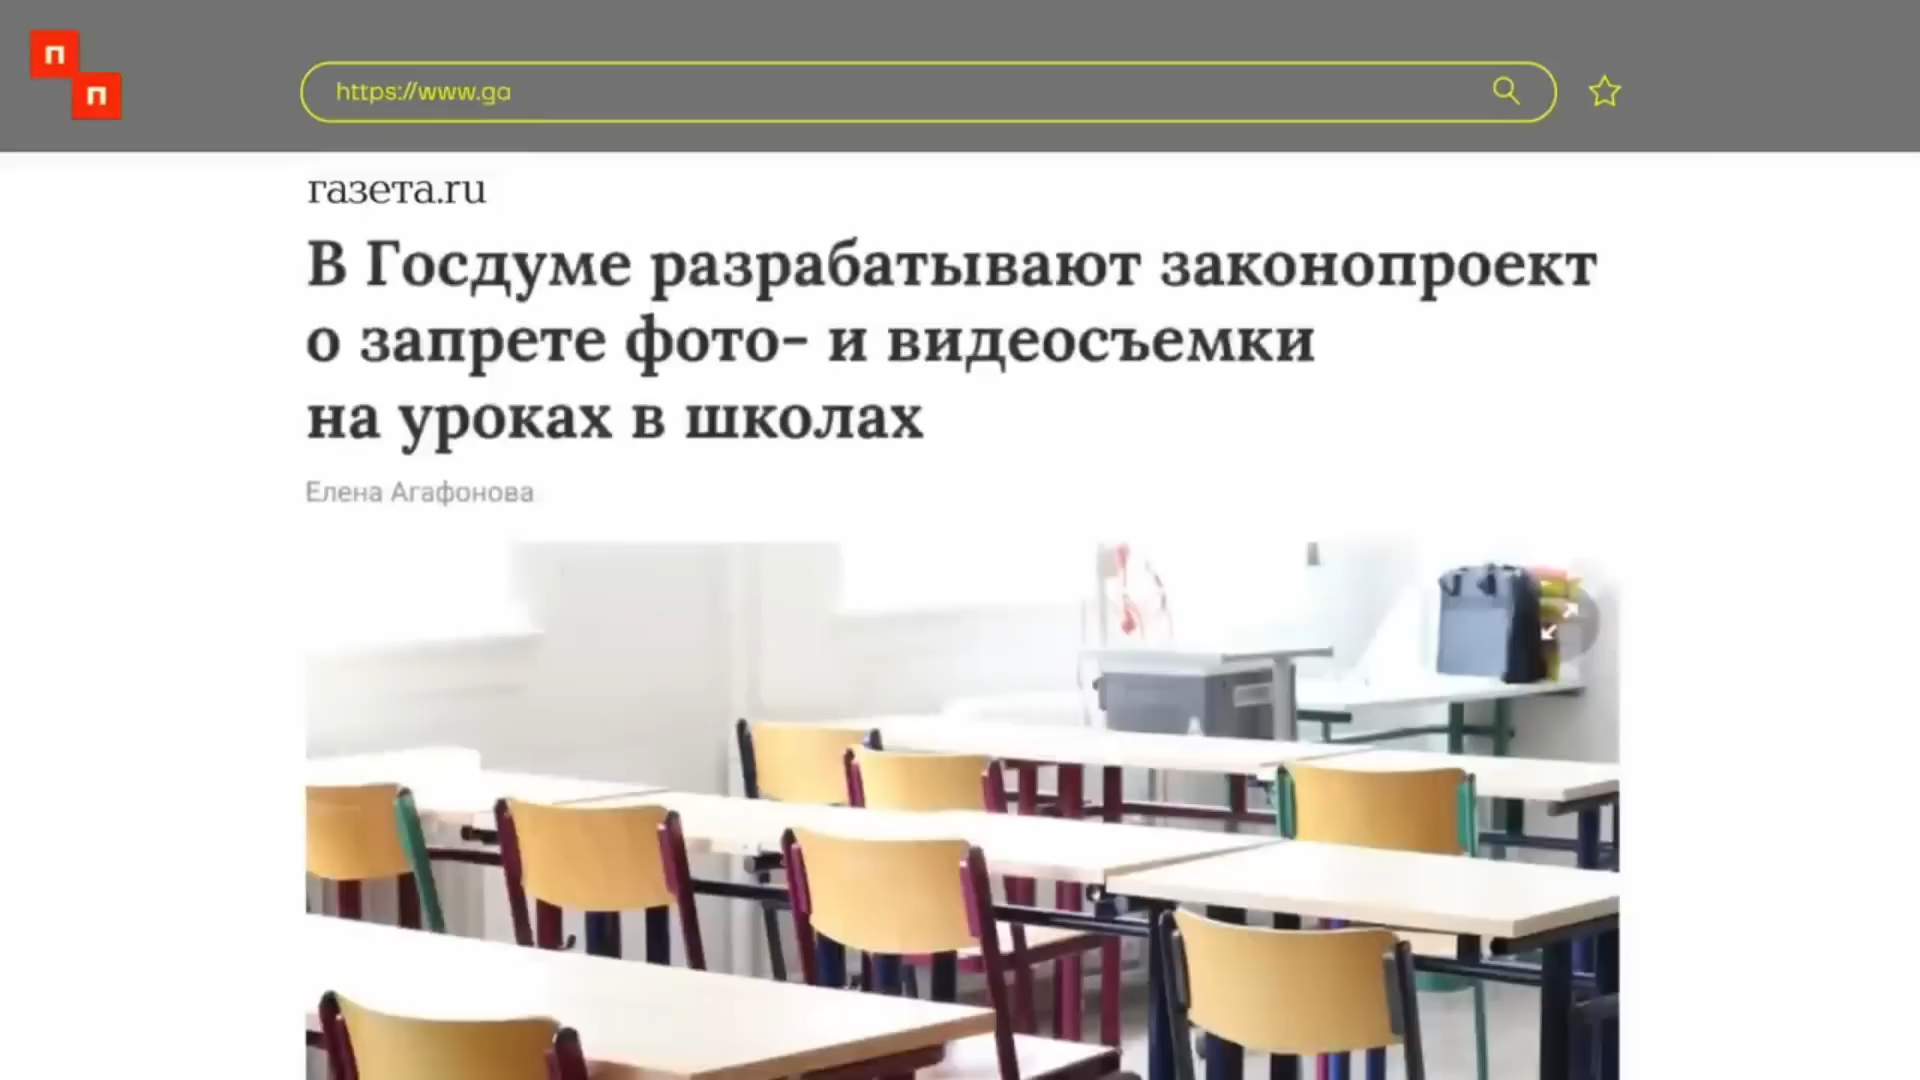 П
П
https://www.ga
газета.ru
В Госдуме разрабатывают законопроект
о запрете фото- и видеосъемки
на уроках в школах
Елена Агафонова